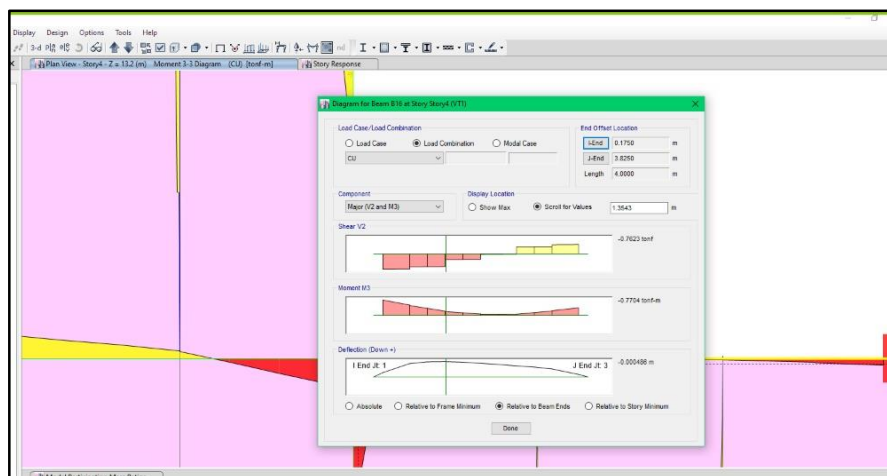 Display Design Options Tools Help
3-d
Plan View - Story4 - Z = 13.2 (m) Moment 3-3 Diagram (CU) [tonf-m]
Story Response
Diagram for Beam B16 at Story Story4 (VT1)
Load Case/Load Combination
Load Case Load Combination Modal Case
CU
End Offset Location
I-End 0.1750 m
J-End 3.8250 m
Length 4.0000 m
Component
Major (V2 and M3)
Display Location
Show Max Scroll for Values 1.3543 m
Shear V2
-0.7623 tonf
Moment M3
-0.7704 tonf-m
Deflection (Down +)
I End Jt: 1 J End Jt: 3
-0.000486 m
Absolute Relative to Frame Minimum Relative to Beam Ends Relative to Story Minimum
Done